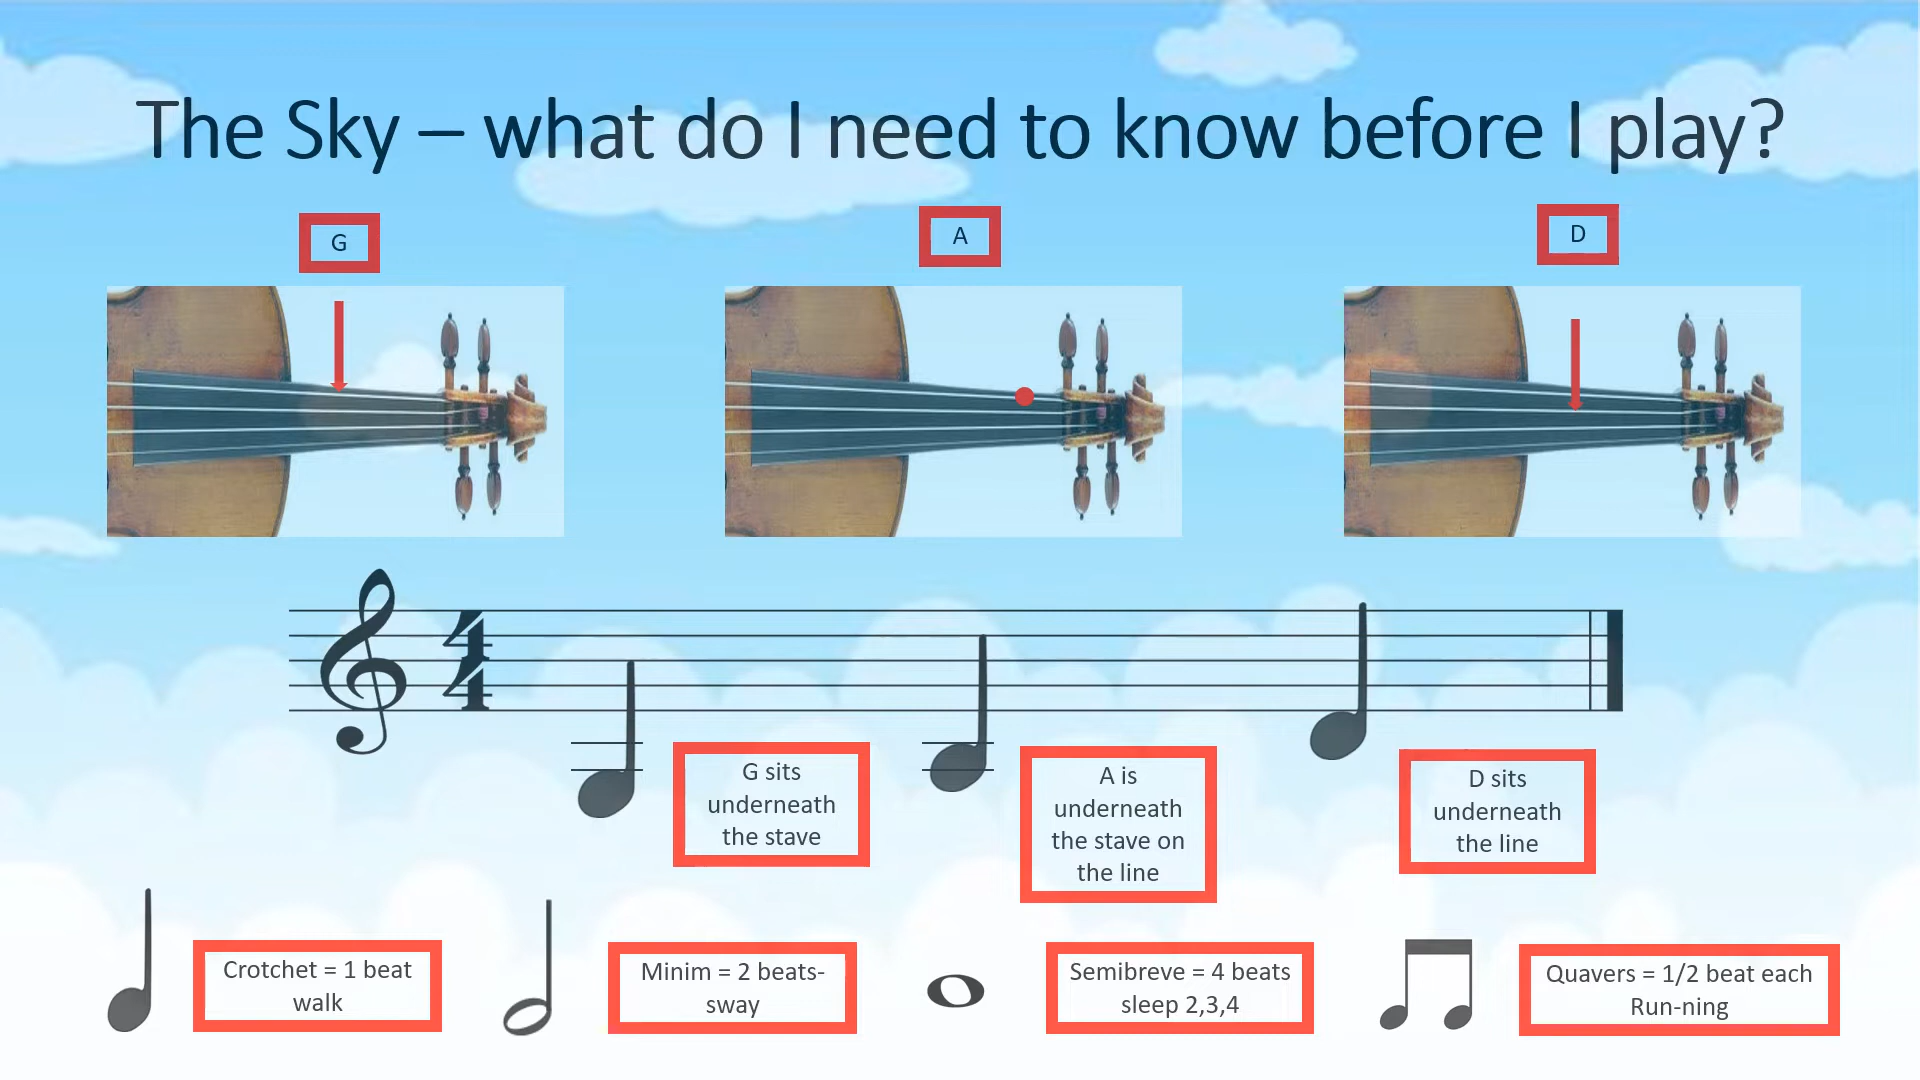 The Sky – what do I need to know before I play?
G
A
D
4
4
G sits
underneath
the stave
A is
underneath
the stave on
the line
D sits
underneath
the line
Crotchet = 1 beat
walk
Minim = 2 beats-
sway
Semibreve = 4 beats
sleep 2,3,4
Quavers = 1/2 beat each
Run-ning